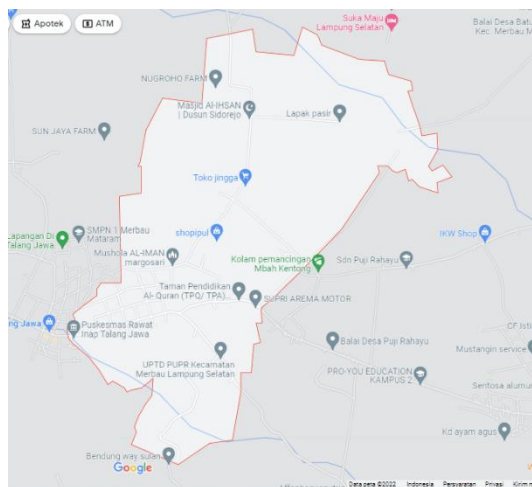 Apotek
ATM
Suka Maju
Lampung Selatan
Balai Desa Batu
Kec. Merbau M
NUGROHO FARM
Masjid Al-IHSAN
| Dusun Sidorejo
Lapak pasir
SUN JAYA FARM
Toko jingga
SMPN 1 Merbau
Mataram
Lapangan Di
Talang Jawa
shopipul
IKW Shop
Mushola AL-IMAN
margosari
Kolam pemancingan
Mbah Kentong
Sdn Puji Rahayu
Taman Pendidikan
Al- Quran (TPQ/ TPA)...
SUPRI AREMA MOTOR
ng Jawa
Puskesmas Rawat
Inap Talang Jawa
Balai Desa Puji Rahayu
CF Isti
Mustangin service
UPTD PUPR Kecamatan
Merbau Lampung Selatan
PRO-YOU EDUCATION
KAMPUS 2
Sentosa alumu
Kd ayam agus
Bendung way sulan
Google
Data peta ©2022 Indonesia Persyaratan Privasi Kirim m